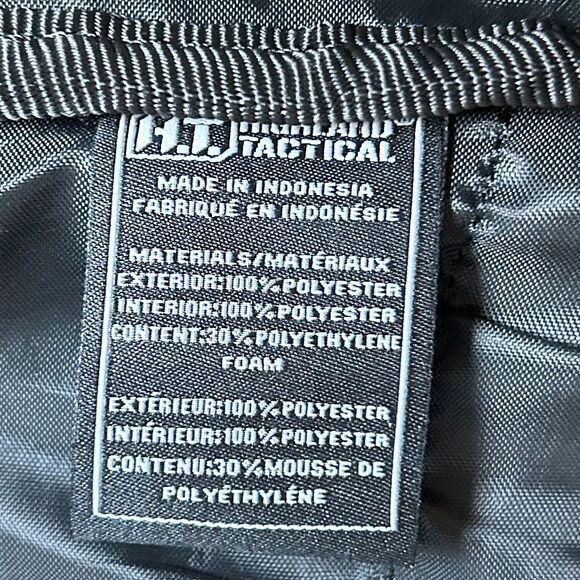 H.T. HIGHLAND
TACTICAL
MADE IN INDONESIA
FABRIQUÉ EN INDONÉSIE
MATERIALS/MATÉRIAUX
EXTERIOR:100%POLYESTER
INTERIOR:100%POLYESTER
CONTENT:30%POLYETHYLENE
FOAM
EXTÉRIEUR:100%POLYESTER
INTÉRIEUR:100%POLYESTER
CONTENU:30%MOUSSE DE
POLYÉTHYLÉNE